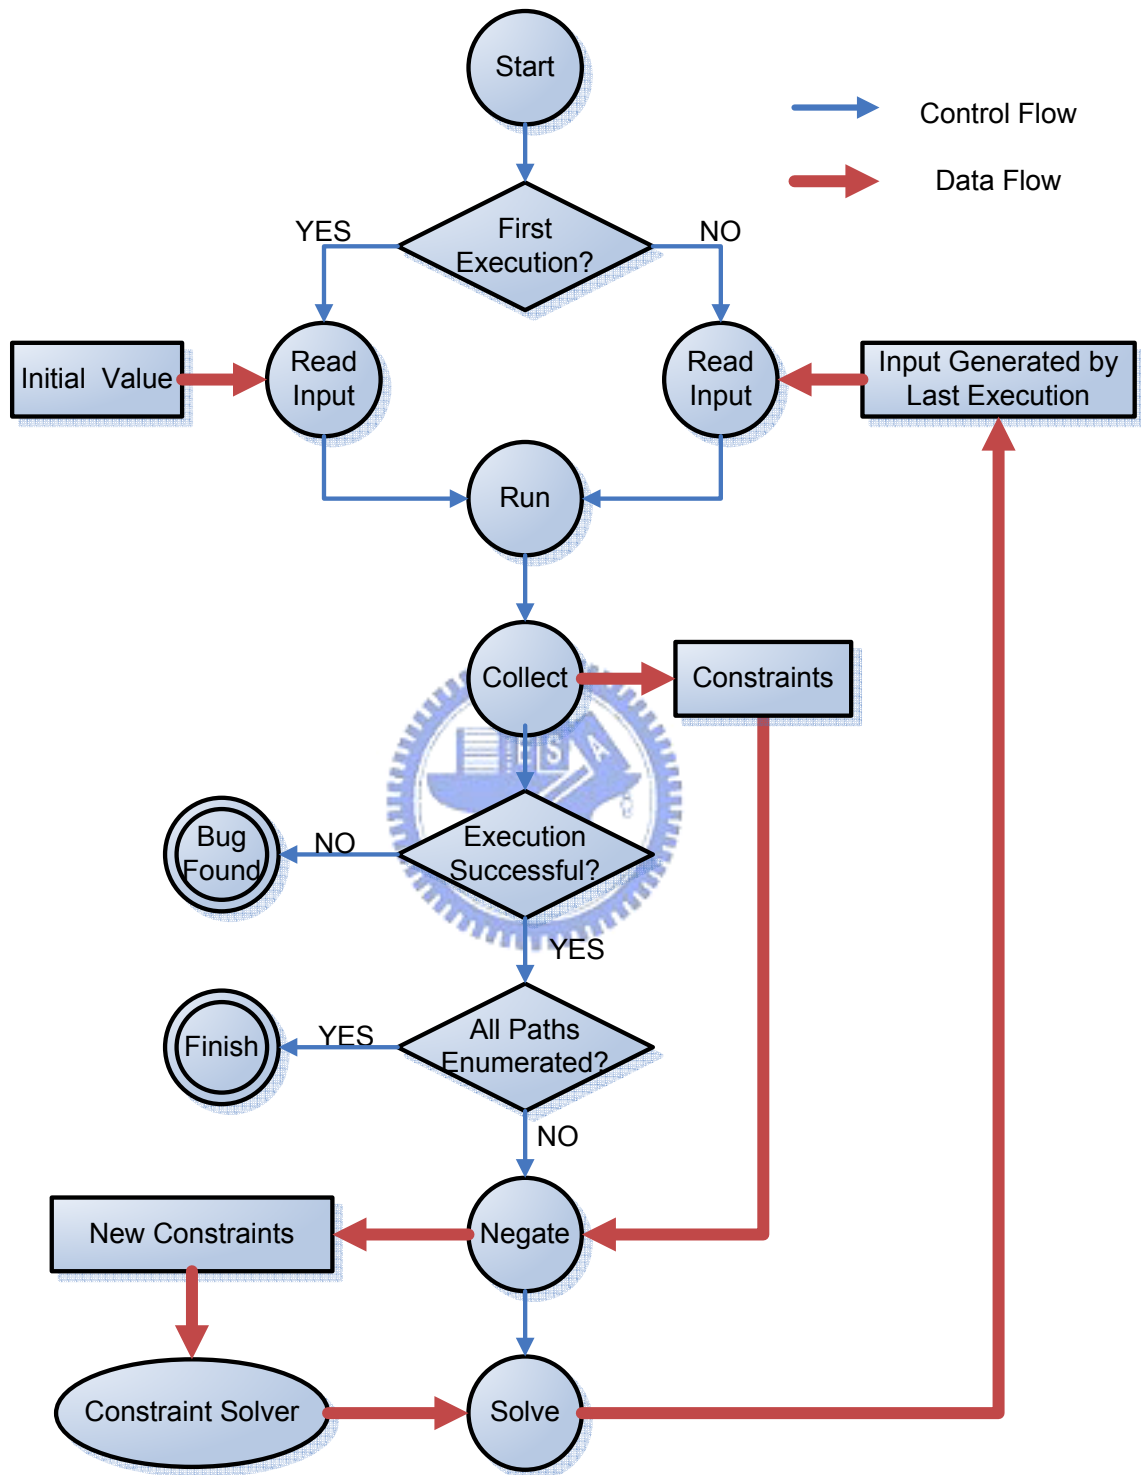 Start
Control Flow
Data Flow
First
Execution?
YES
NO
Initial Value
Read
Input
Read
Input
Input Generated by
Last Execution
Run
Collect
Constraints
E S A
Execution
Successful?
NO
Bug
Found
YES
All Paths
Enumerated?
YES
Finish
NO
Negate
New Constraints
Constraint Solver
Solve